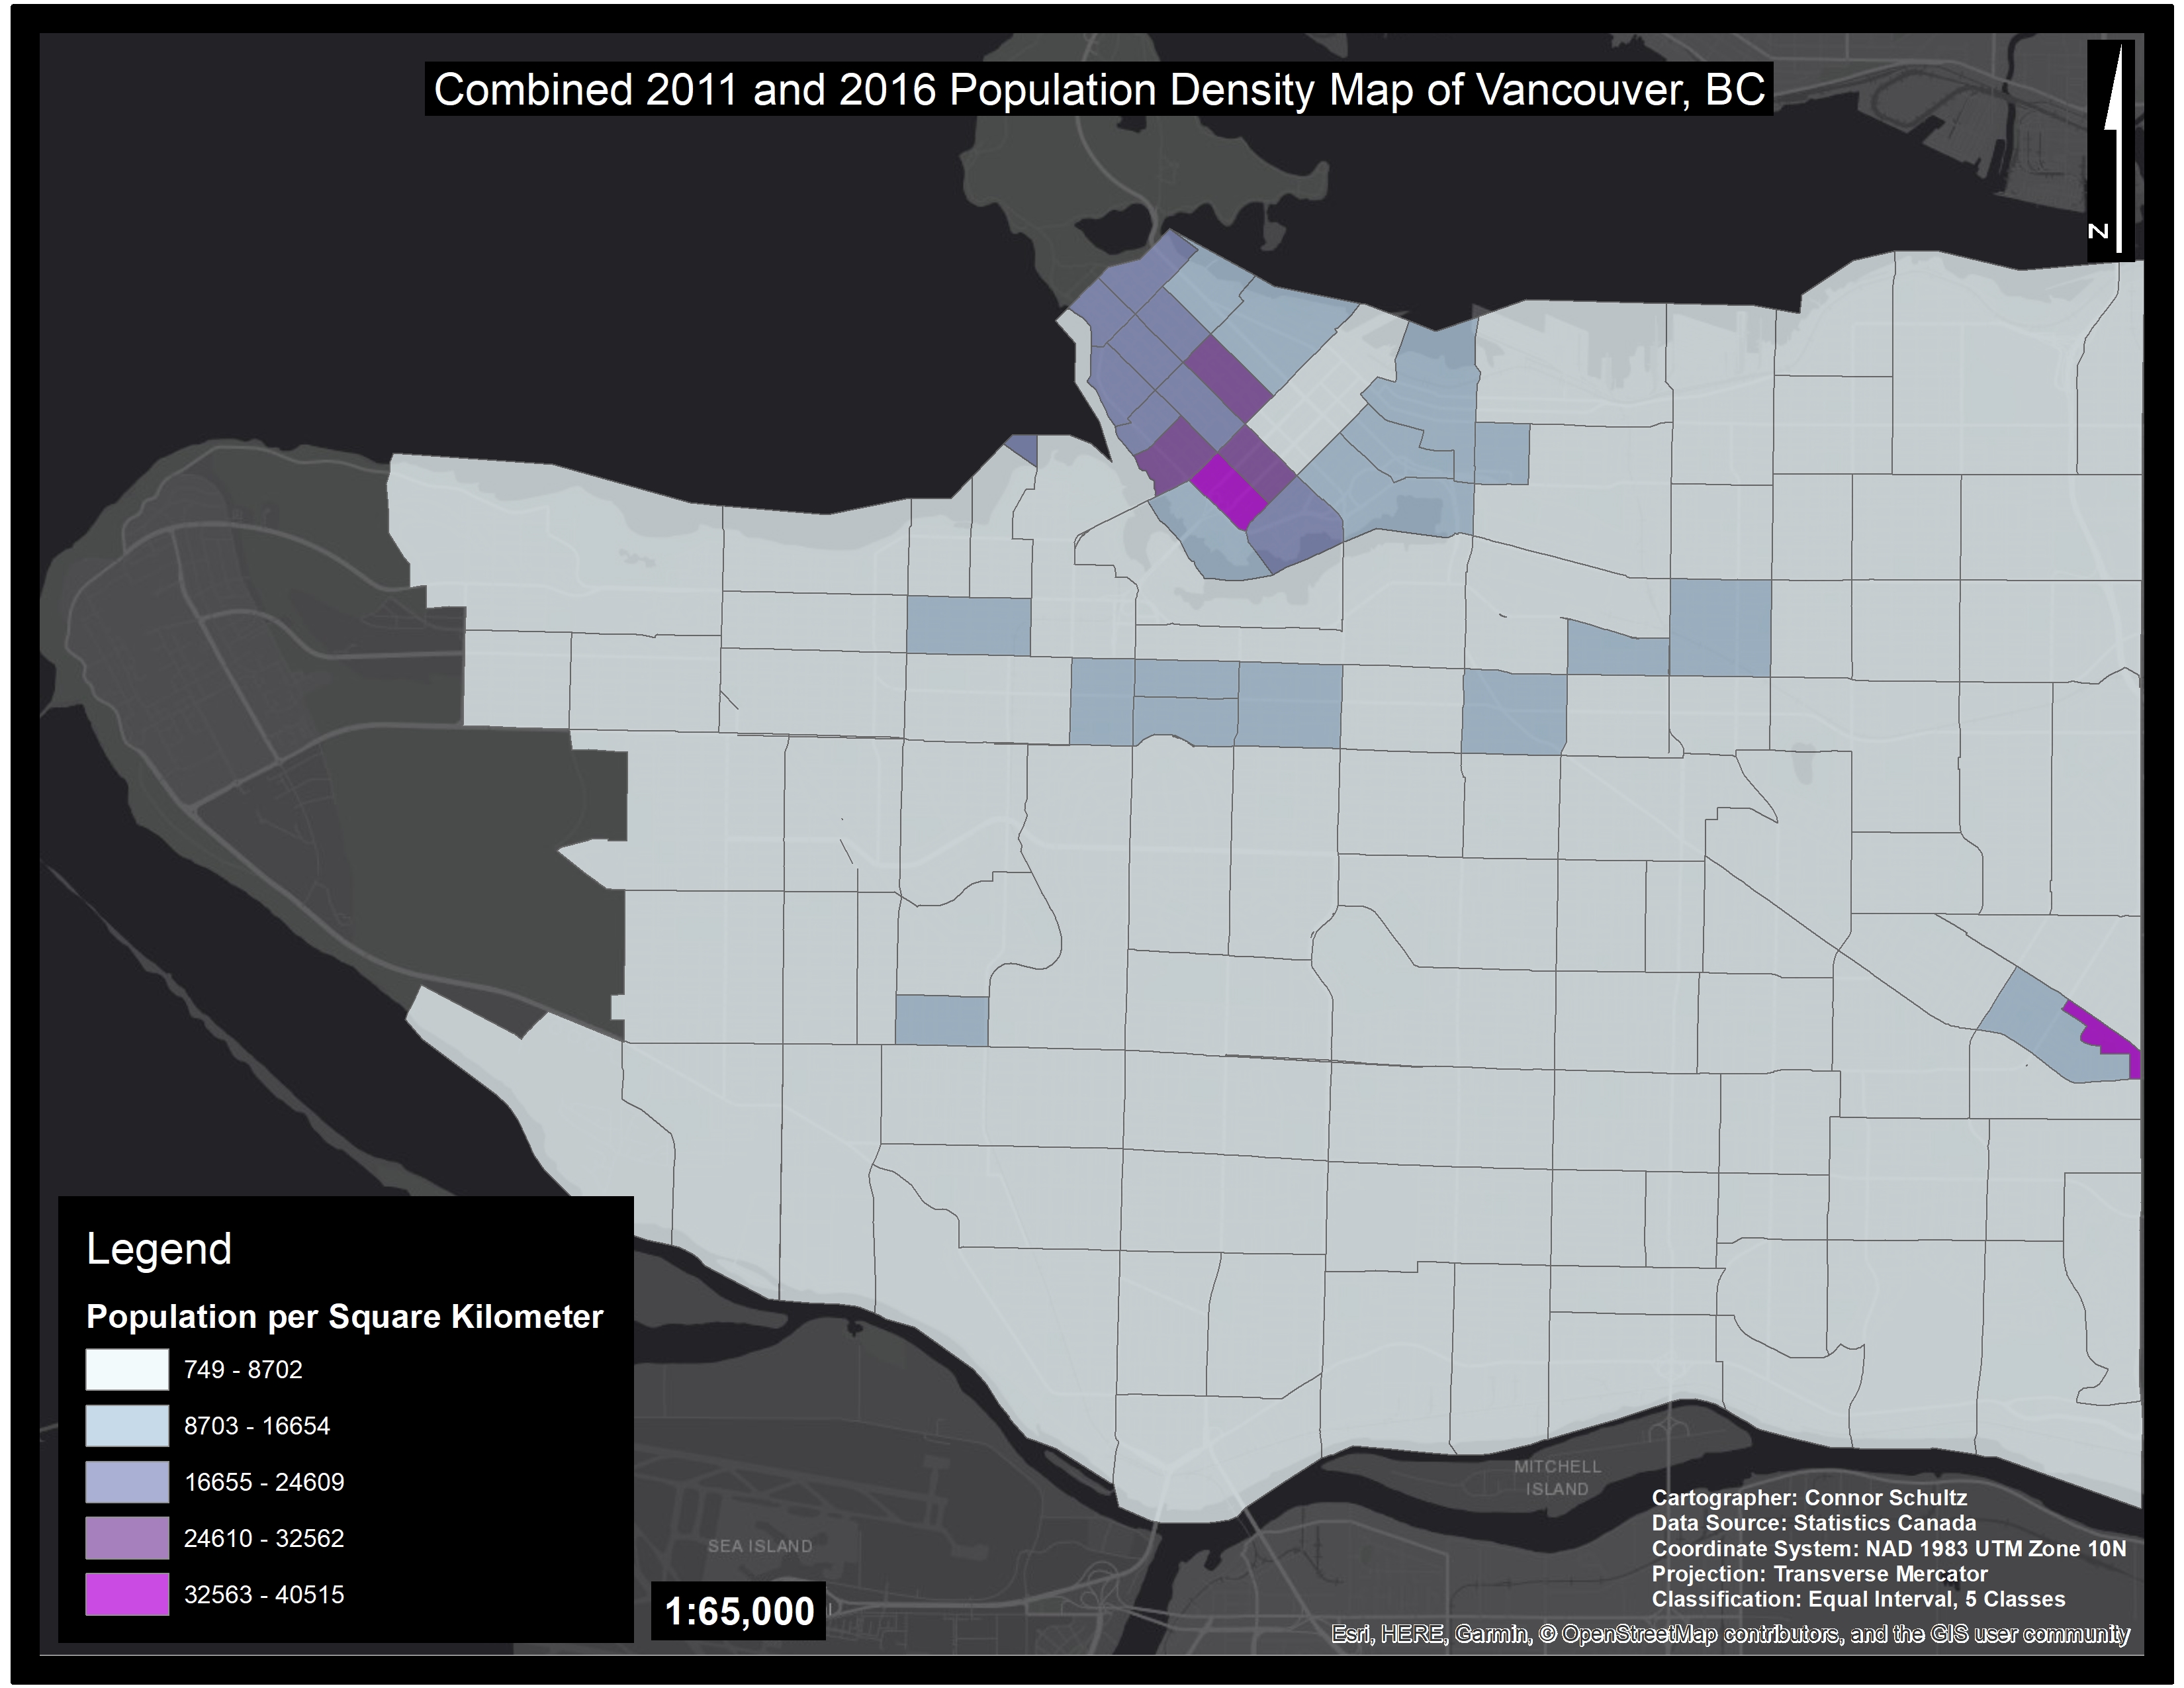 Combined 2011 and 2016 Population Density Map of Vancouver, BC
N
Legend
Population per Square Kilometer
749 - 8702
8703 - 16654
16655 - 24609
24610 - 32562
32563 - 40515
1:65,000
SEA ISLAND
MITCHELL
ISLAND
Cartographer: Connor Schultz
Data Source: Statistics Canada
Coordinate System: NAD 1983 UTM Zone 10N
Projection: Transverse Mercator
Classification: Equal Interval, 5 Classes
Esri, HERE, Garmin, © OpenStreetMap contributors, and the GIS user community